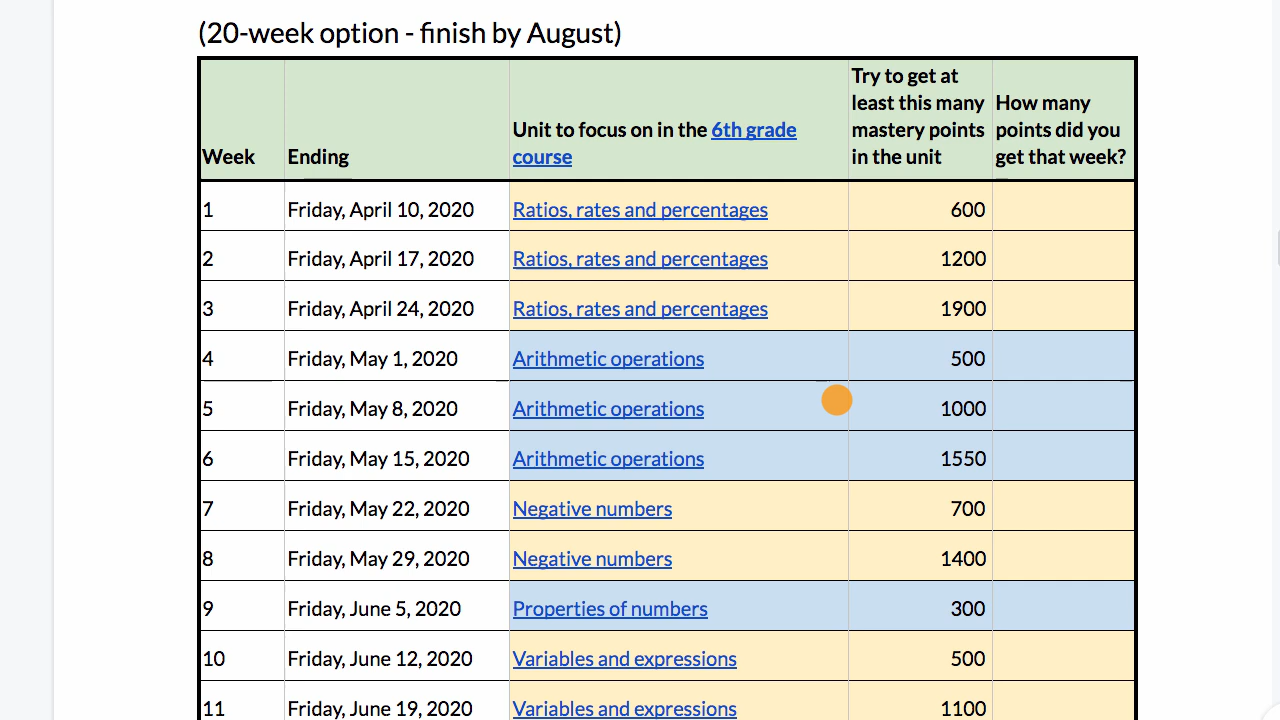 (20-week option - finish by August)
Week
Ending
Unit to focus on in the 6th grade
course
Try to get at
least this many
mastery points
in the unit
How many
points did you
get that week?
1 Friday, April 10, 2020 Ratios, rates and percentages 600
2 Friday, April 17, 2020 Ratios, rates and percentages 1200
3 Friday, April 24, 2020 Ratios, rates and percentages 1900
4 Friday, May 1, 2020 Arithmetic operations 500
5 Friday, May 8, 2020 Arithmetic operations 1000
6 Friday, May 15, 2020 Arithmetic operations 1550
7 Friday, May 22, 2020 Negative numbers 700
8 Friday, May 29, 2020 Negative numbers 1400
9 Friday, June 5, 2020 Properties of numbers 300
10 Friday, June 12, 2020 Variables and expressions 500
11 Friday, June 19, 2020 Variables and expressions 1100